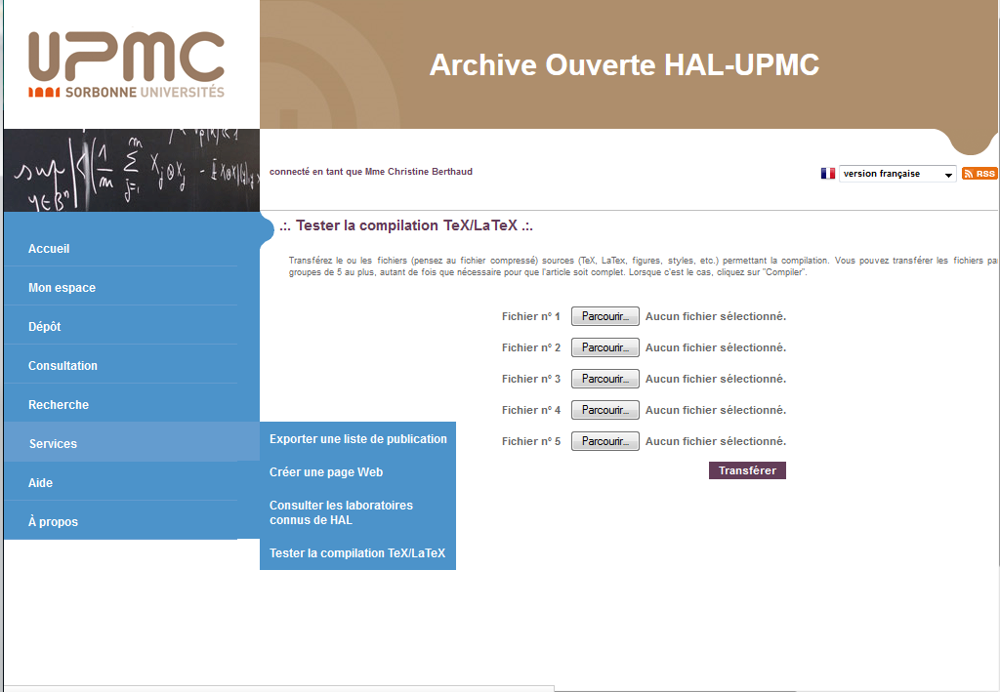 UPMC
SORBONNE UNIVERSITÉS
Archive Ouverte HAL-UPMC
connecté en tant que Mme Christine Berthaud
version française
RSS
Accueil
Mon espace
Dépôt
Consultation
Recherche
Services
Aide
À propos
Exporter une liste de publication
Créer une page Web
Consulter les laboratoires
connus de HAL
Tester la compilation TeX/LaTeX
.:. Tester la compilation TeX/LaTeX .:.
Transférez le ou les fichiers (pensez au fichier compressé) sources (TeX, LaTex, figures, styles, etc.) permettant la compilation. Vous pouvez transférer les fichiers pa
groupes de 5 au plus, autant de fois que nécessaire pour que l'article soit complet. Lorsque c'est le cas, cliquez sur "Compiler".
Fichier n° 1 Parcourir... Aucun fichier sélectionné.
Fichier n° 2 Parcourir... Aucun fichier sélectionné.
Fichier n° 3 Parcourir... Aucun fichier sélectionné.
Fichier n° 4 Parcourir... Aucun fichier sélectionné.
Fichier n° 5 Parcourir... Aucun fichier sélectionné.
Transférer